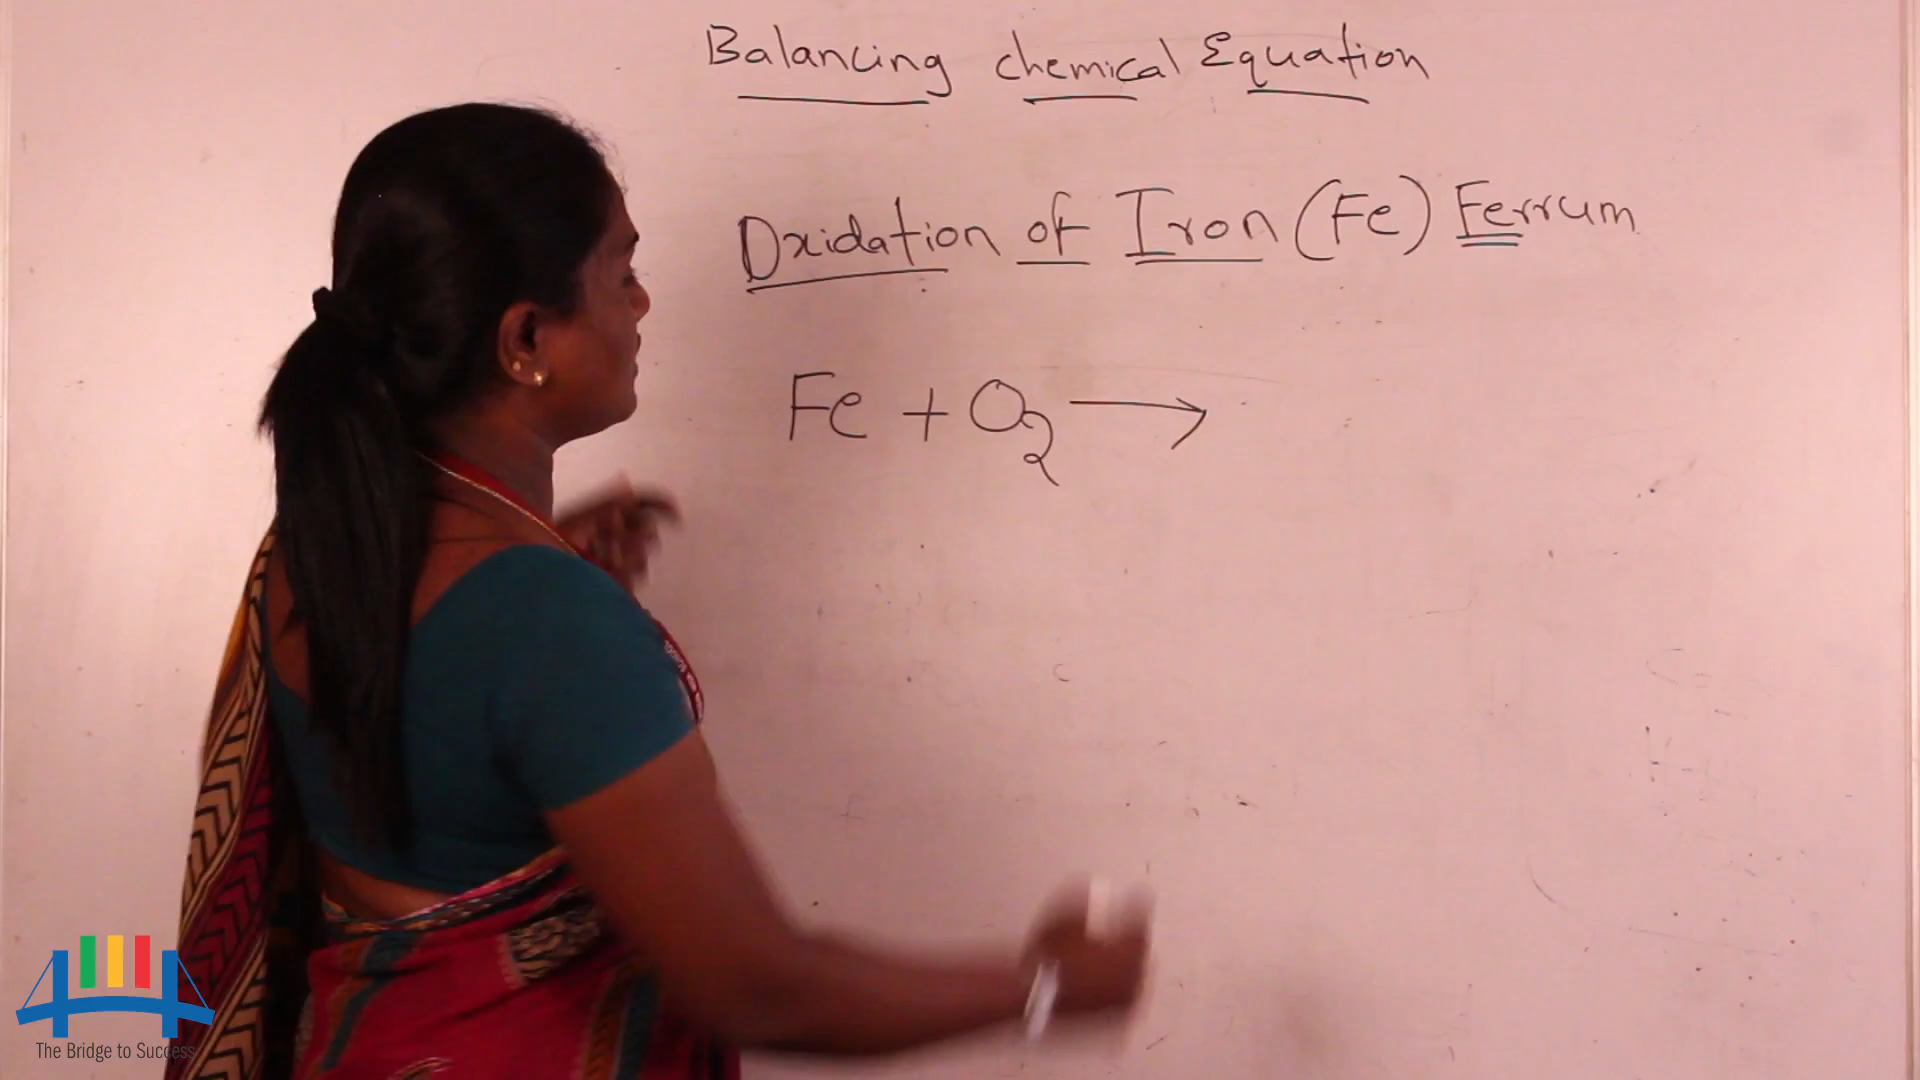 Balancing chemical Equation
Oxidation of Iron (Fe) Ferrum
Fe + O₂ →
The Bridge to Success